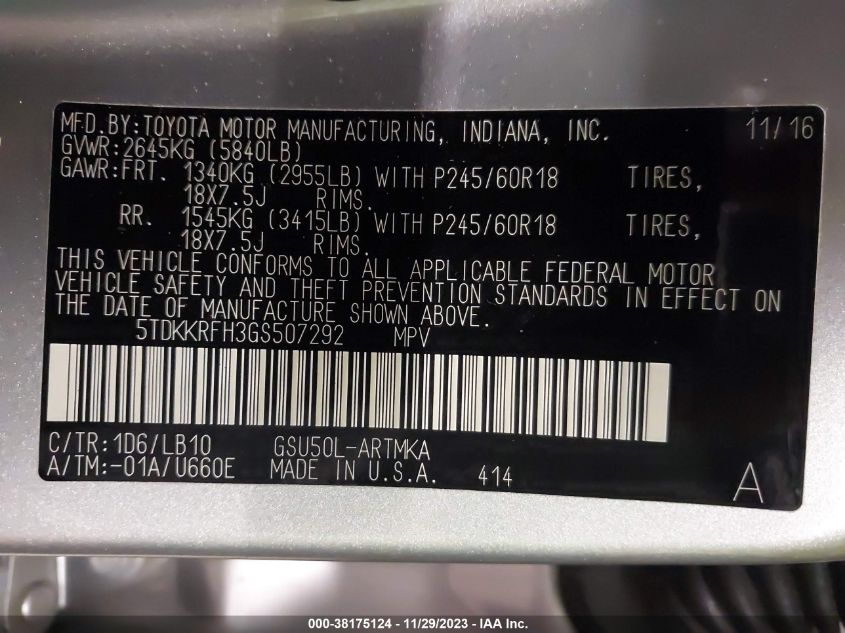 MFD.BY:TOYOTA MOTOR MANUFACTURING, INDIANA, INC. 11/16
GVWR:2645KG (5840LB)
GAWR:FRT. 1340KG (2955LB) WITH P245/60R18 TIRES,
18X7.5J RIMS.
RR. 1545KG (3415LB) WITH P245/60R18 TIRES,
18X7.5J RIMS.
THIS VEHICLE CONFORMS TO ALL APPLICABLE FEDERAL MOTOR
VEHICLE SAFETY AND THEFT PREVENTION STANDARDS IN EFFECT ON
THE DATE OF MANUFACTURE SHOWN ABOVE.
5TDKKRFH3GS507292 MPV
C/TR:1D6/LB10 GSU50L-ARTMKA
A/TM:-01A/U660E MADE IN U.S.A. 414
A
000-38175124 - 11/29/2023 - IAA Inc.